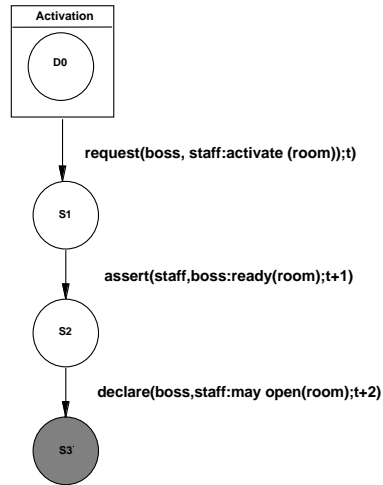 Activation
D0
request(boss, staff:activate (room));t)
S1
assert(staff,boss:ready(room);t+1)
S2
declare(boss,staff:may open(room);t+2)
S3'